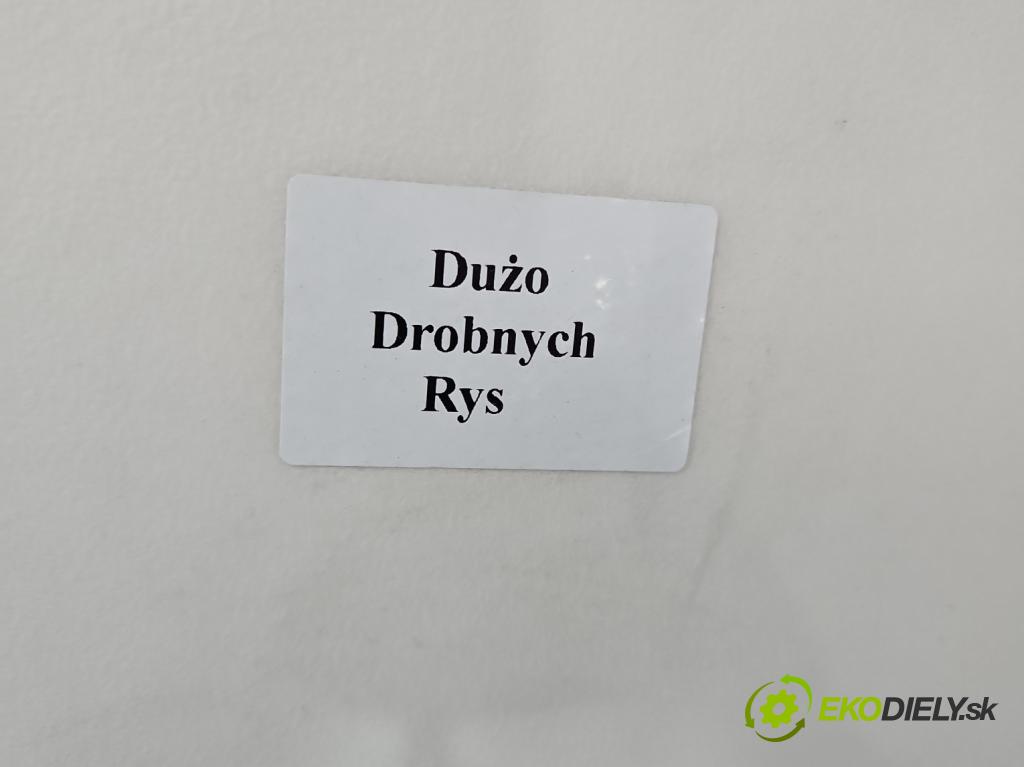 Dużo
Drobnych
Rys
EKODIELY.sk